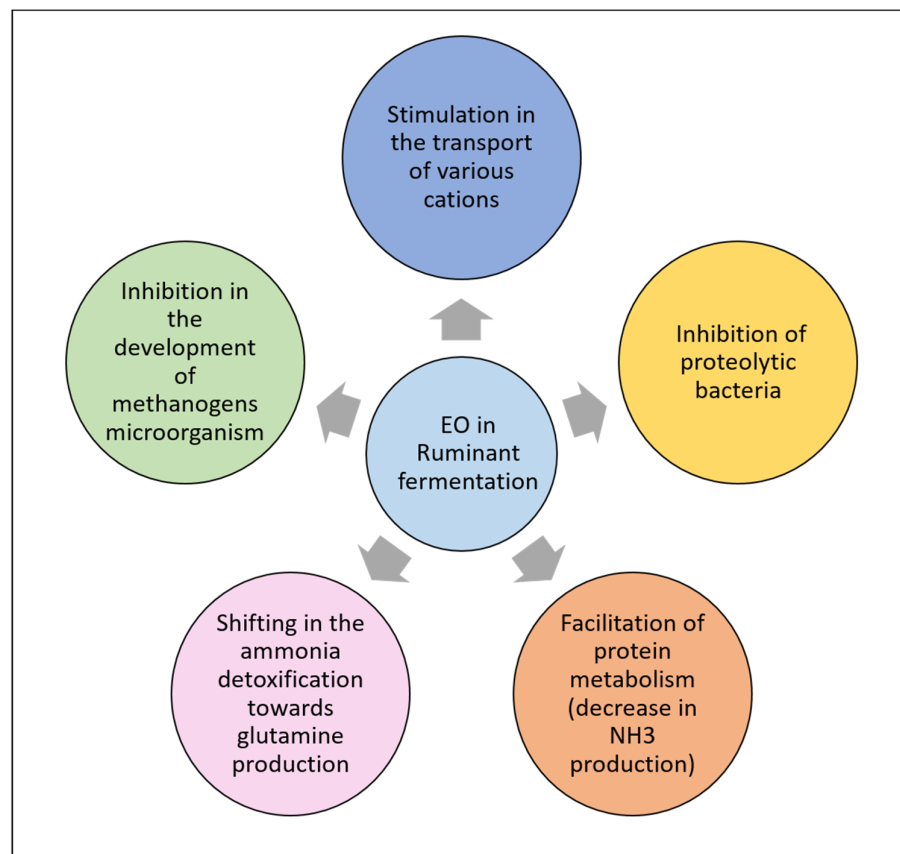 Stimulation in
the transport
of various
cations
Inhibition in
the
development
of
methanogens
microorganism
Inhibition of
proteolytic
bacteria
EO in
Ruminant
fermentation
Shifting in the
ammonia
detoxification
towards
glutamine
production
Facilitation of
protein
metabolism
(decrease in
NH3
production)